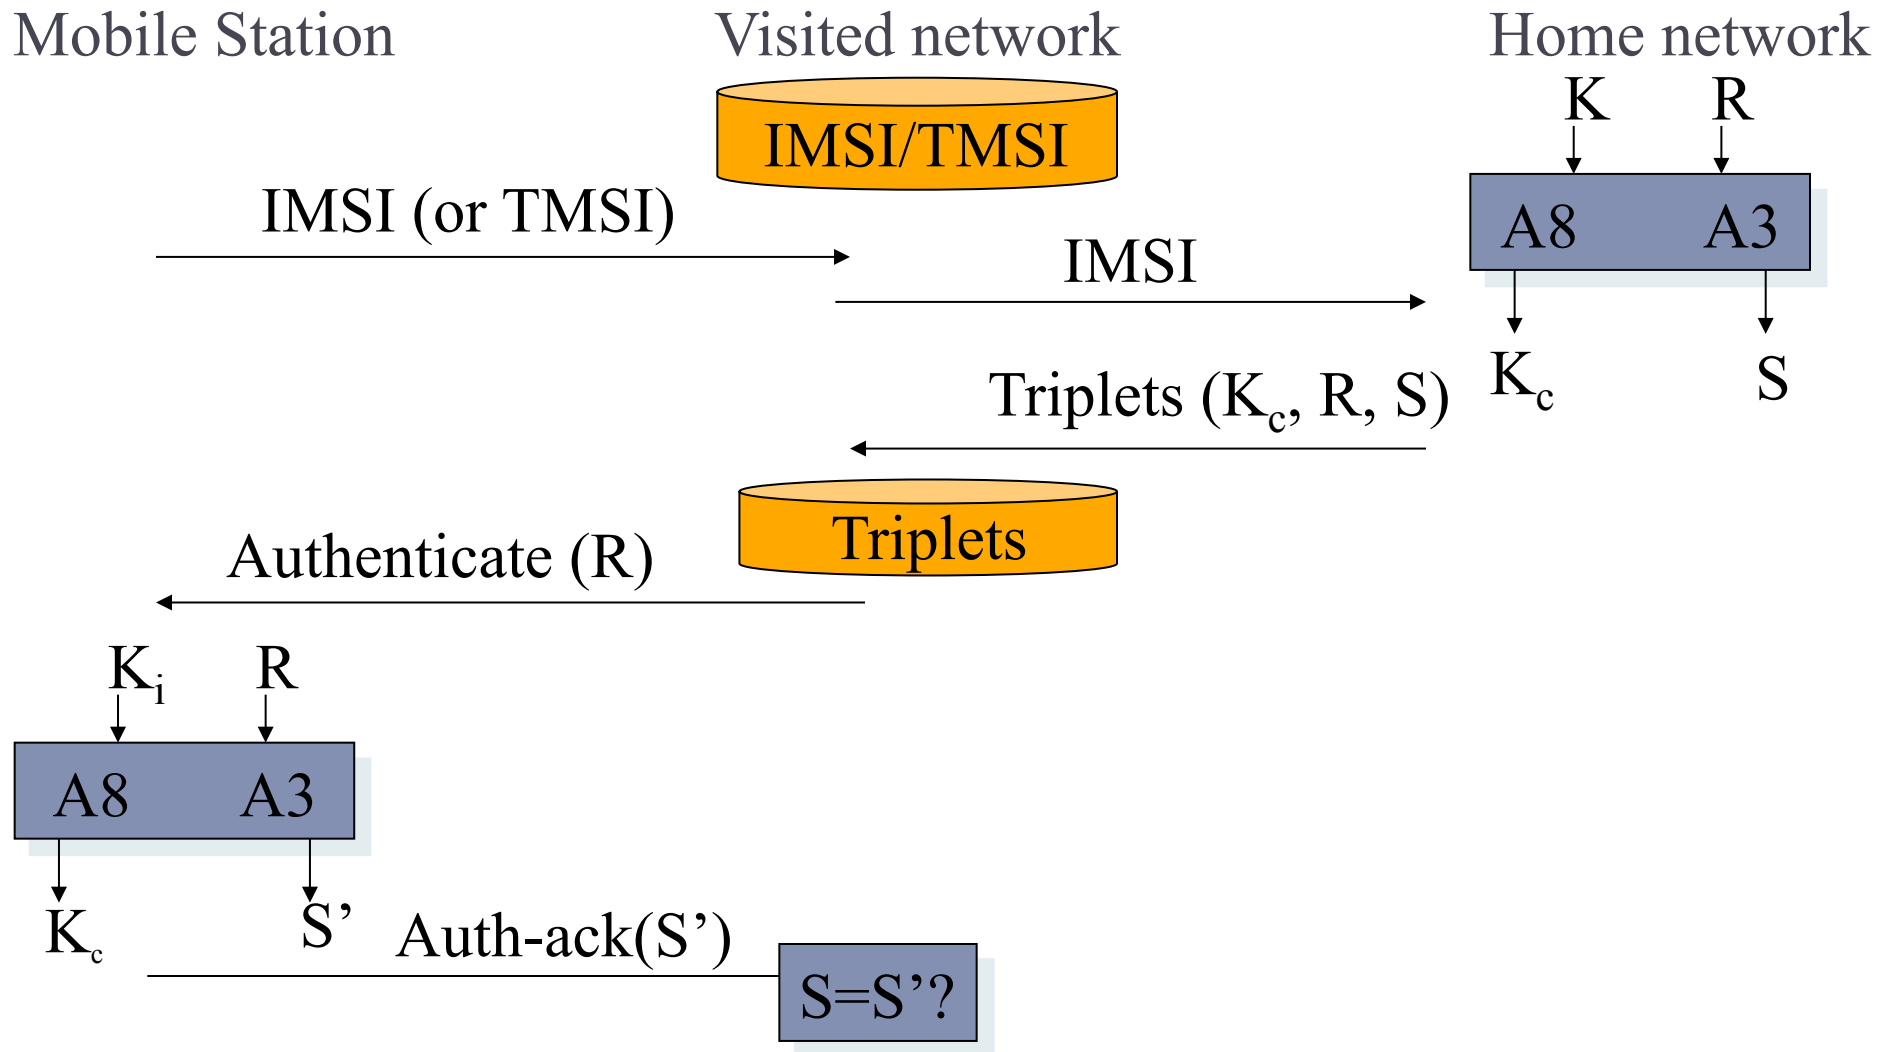 Mobile Station
Visited network
Home network
IMSI/TMSI
K
R
IMSI (or TMSI)
A8
A3
IMSI
Kc
S
Triplets (Kc, R, S)
Triplets
Authenticate (R)
Ki
R
A8
A3
Kc
S’
Auth-ack(S’)
S=S’?